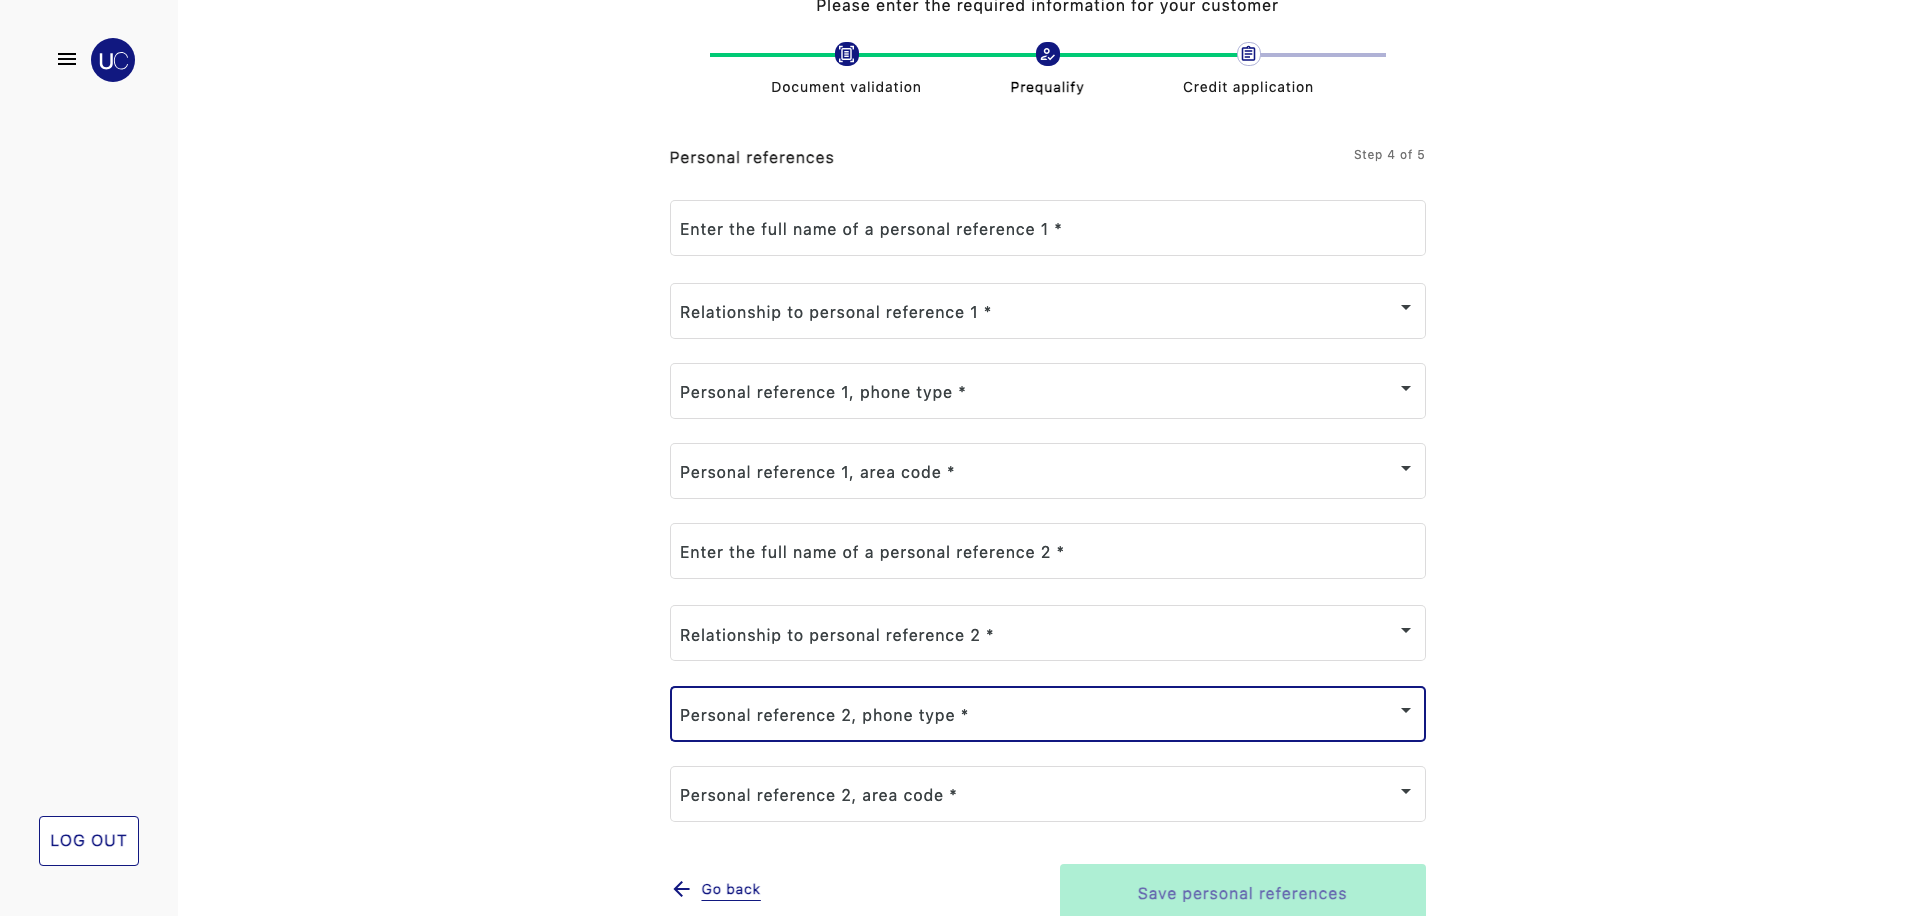 Please enter the required information for your customer
UC
Document validation
Prequalify
Credit application
Personal references
Step 4 of 5
Enter the full name of a personal reference 1 *
Relationship to personal reference 1 *
Personal reference 1, phone type *
Personal reference 1, area code *
Enter the full name of a personal reference 2 *
Relationship to personal reference 2 *
Personal reference 2, phone type *
Personal reference 2, area code *
LOG OUT
Go back
Save personal references